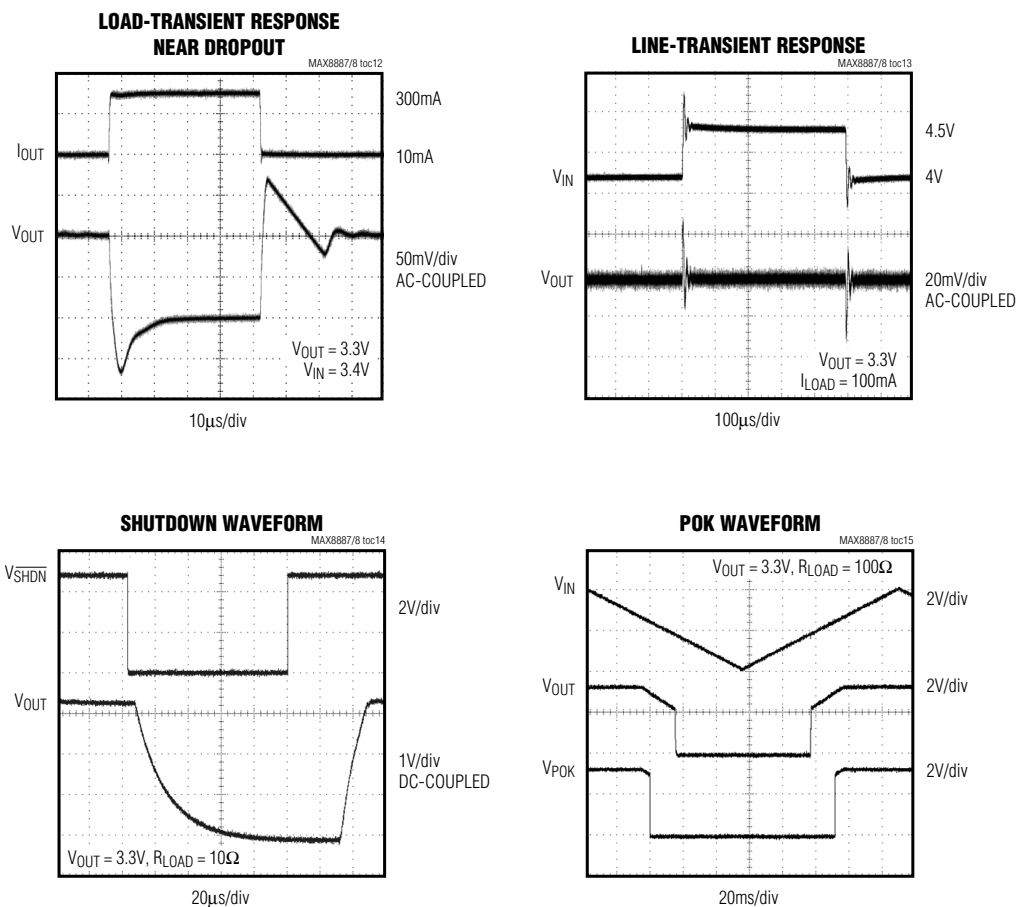 LOAD-TRANSIENT RESPONSE
NEAR DROPOUT
MAX8887/8 toc12
300mA
IOUT
10mA
VOUT
50mV/div
AC-COUPLED
VOUT = 3.3V
VIN = 3.4V
10µs/div
LINE-TRANSIENT RESPONSE
MAX8887/8 toc13
4.5V
VIN
4V
VOUT
20mV/div
AC-COUPLED
VOUT = 3.3V
ILOAD = 100mA
100µs/div
SHUTDOWN WAVEFORM
MAX8887/8 toc14
VSHDN
2V/div
VOUT
1V/div
DC-COUPLED
VOUT = 3.3V, RLOAD = 10Ω
20µs/div
POK WAVEFORM
MAX8887/8 toc15
VOUT = 3.3V, RLOAD = 100Ω
VIN
2V/div
VOUT
2V/div
VPOK
2V/div
20ms/div